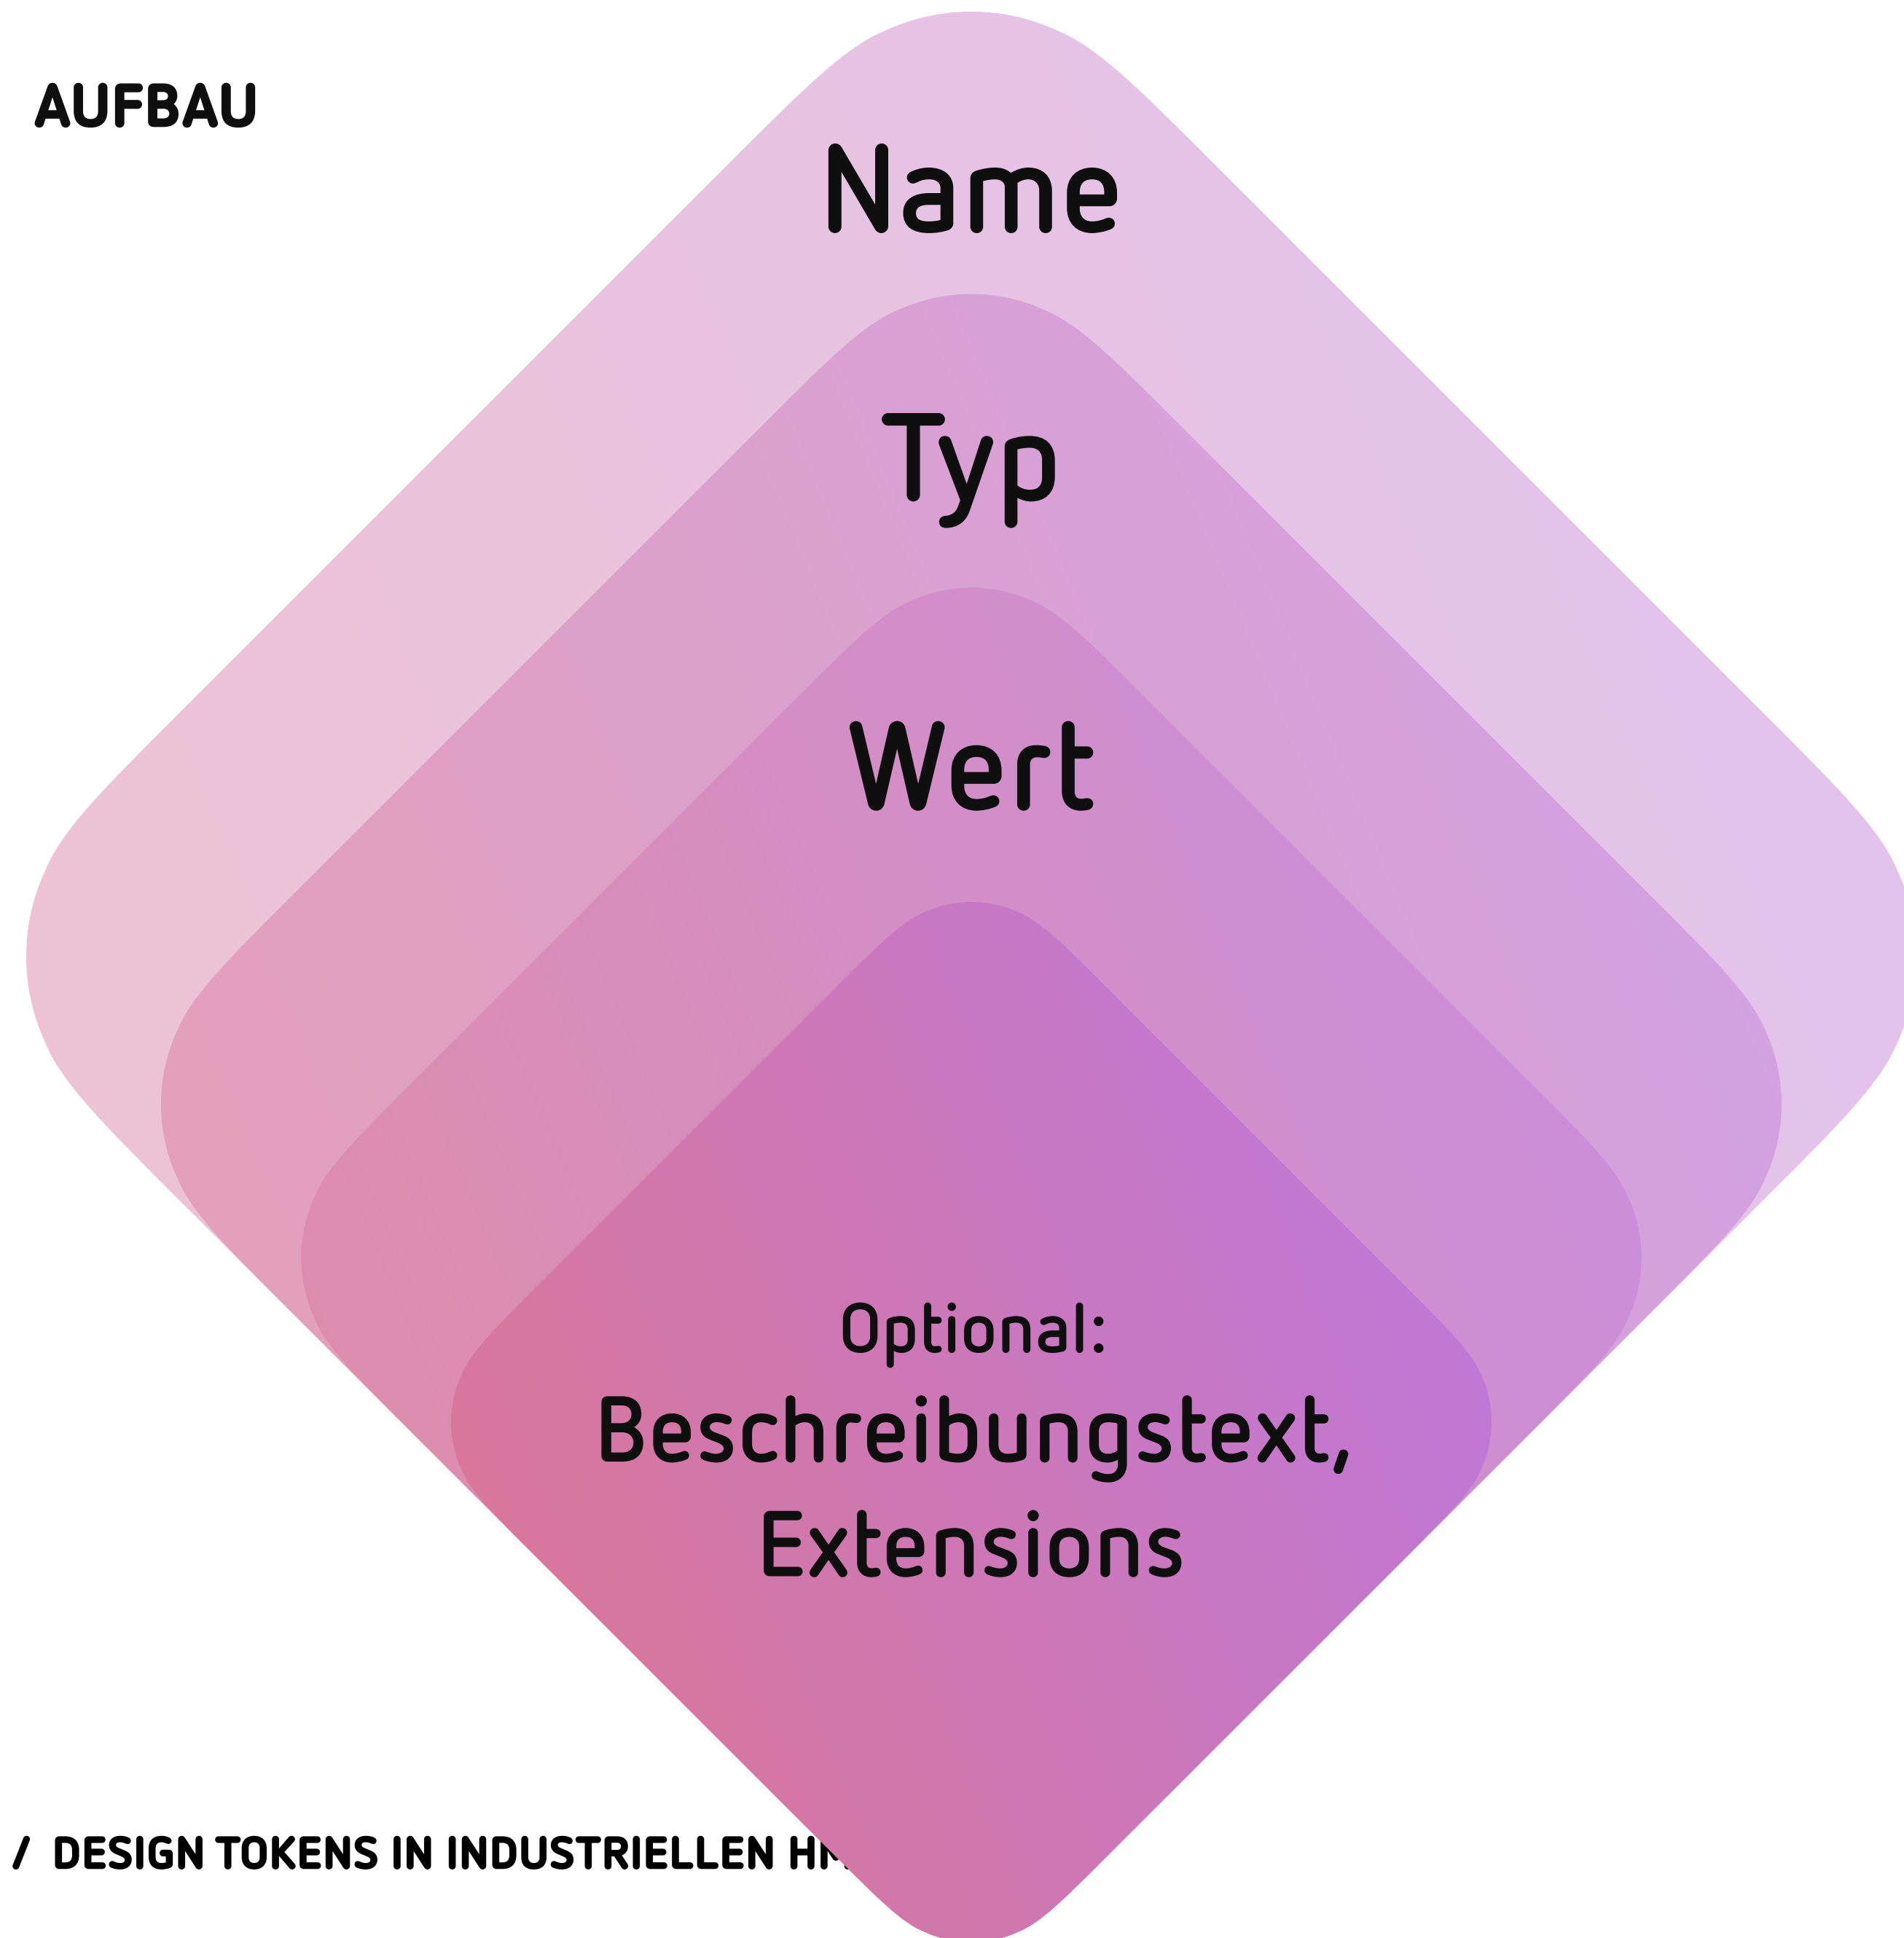 AUFBAU
Name
Typ
Wert
Optional:
Beschreibungstext,
Extensions
/ DESIGN TOKENS IN INDUSTRIELLEN